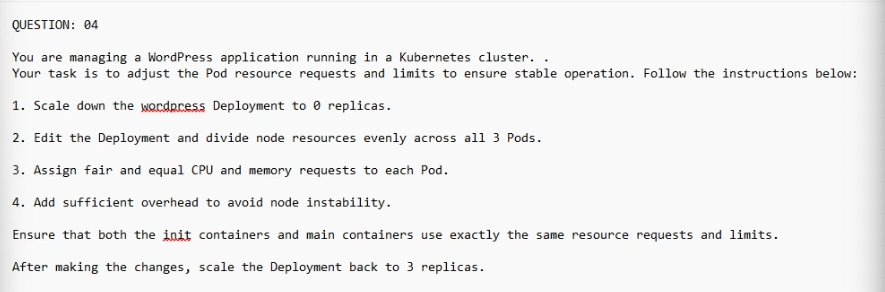 QUESTION: 04
You are managing a WordPress application running in a Kubernetes cluster. .
Your task is to adjust the Pod resource requests and limits to ensure stable operation. Follow the instructions below:
1. Scale down the wordpress Deployment to 0 replicas.
2. Edit the Deployment and divide node resources evenly across all 3 Pods.
3. Assign fair and equal CPU and memory requests to each Pod.
4. Add sufficient overhead to avoid node instability.
Ensure that both the init containers and main containers use exactly the same resource requests and limits.
After making the changes, scale the Deployment back to 3 replicas.